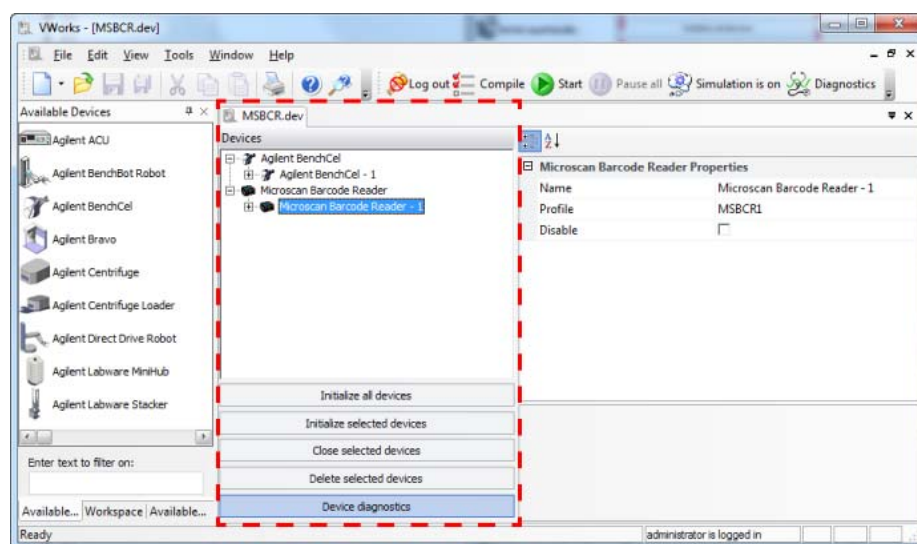 VWorks - [MSBCR.dev]
File Edit View Tools Window Help
Log out Compile Start Pause all Simulation is on Diagnostics
Available Devices
Agilent ACU
Agilent BenchBot Robot
Agilent BenchCel
Agilent Bravo
Agilent Centrifuge
Agilent Centrifuge Loader
Agilent Direct Drive Robot
Agilent Labware MiniHub
Agilent Labware Stacker
Enter text to filter on:
Available... Workspace Available...
MSBCR.dev
Devices
Agilent BenchCel
Agilent BenchCel - 1
Microscan Barcode Reader
Microscan Barcode Reader - 1
Initialize all devices
Initialize selected devices
Close selected devices
Delete selected devices
Device diagnostics
Microscan Barcode Reader Properties
Name Microscan Barcode Reader - 1
Profile MSBCR1
Disable
Ready administrator is logged in